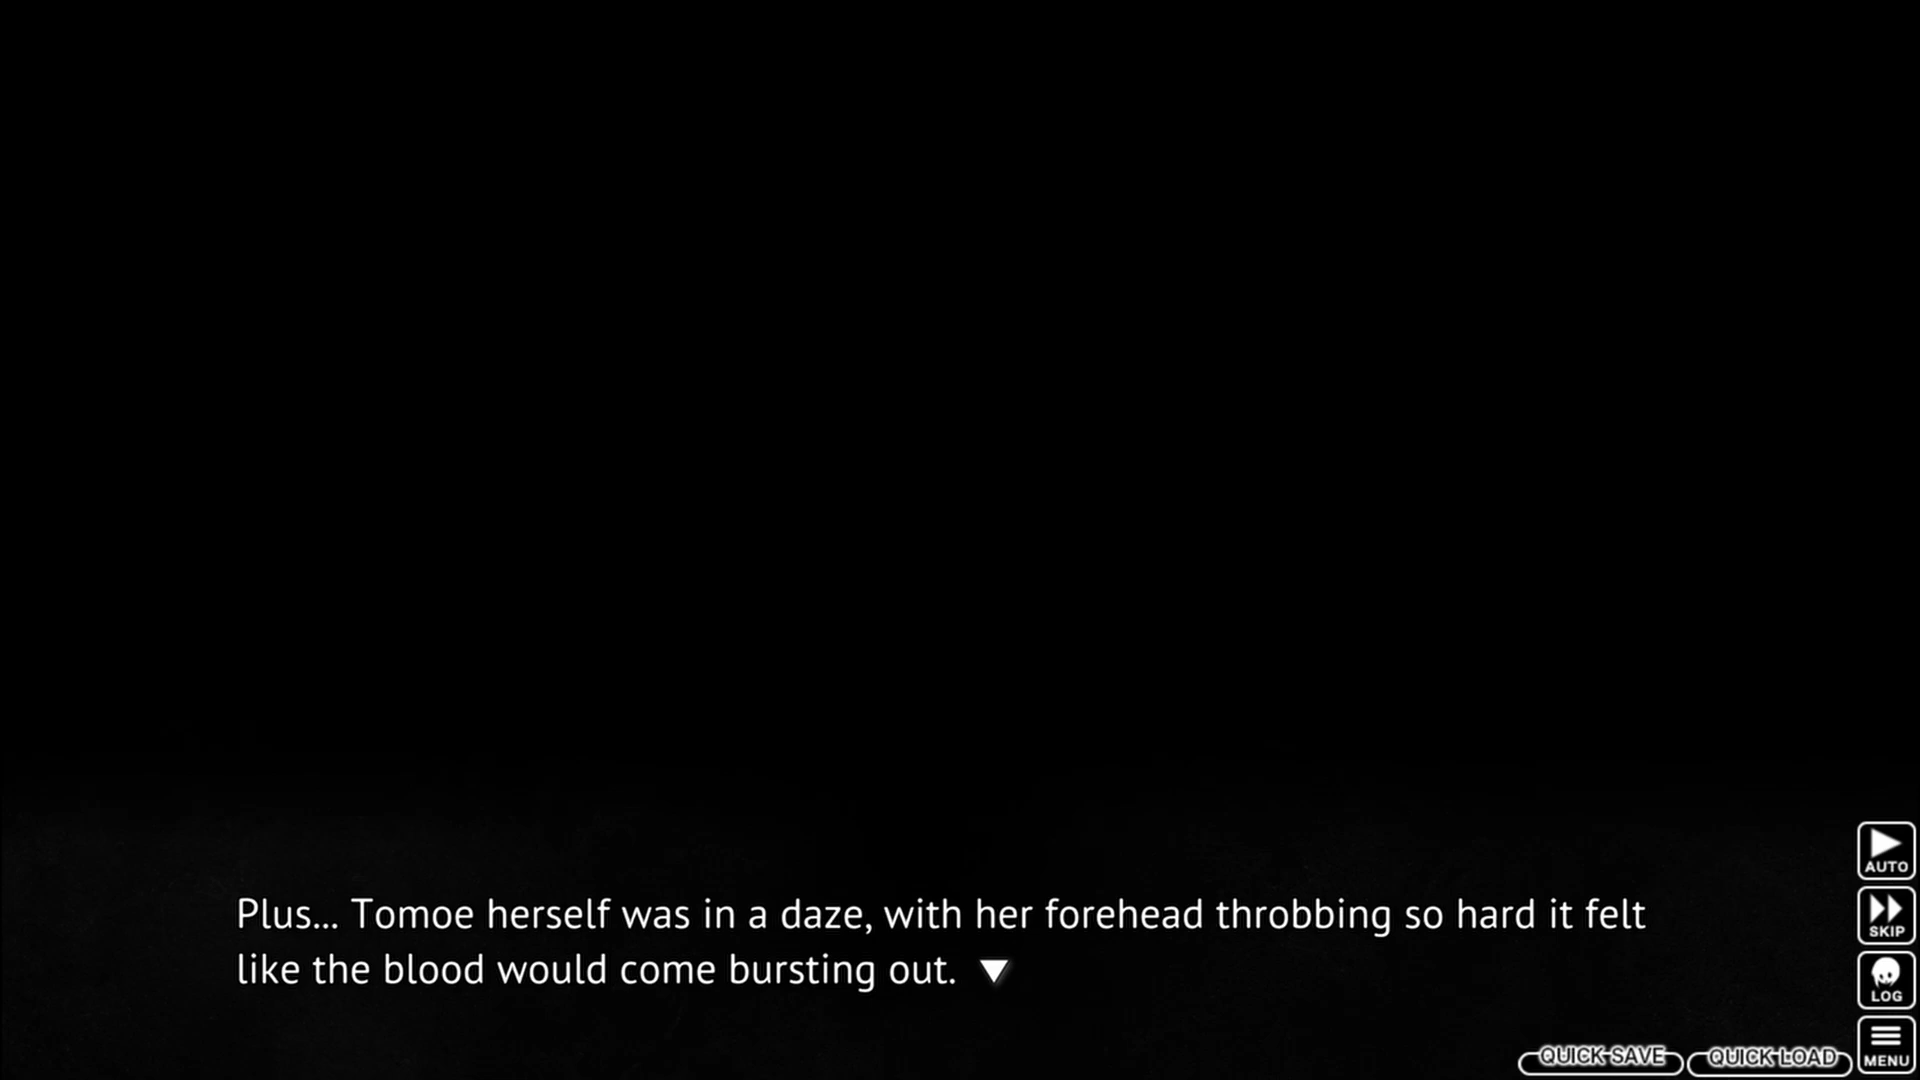 Plus... Tomoe herself was in a daze, with her forehead throbbing so hard it felt
like the blood would come bursting out.
AUTO
SKIP
LOG
MENU
QUICK SAVE
QUICK LOAD